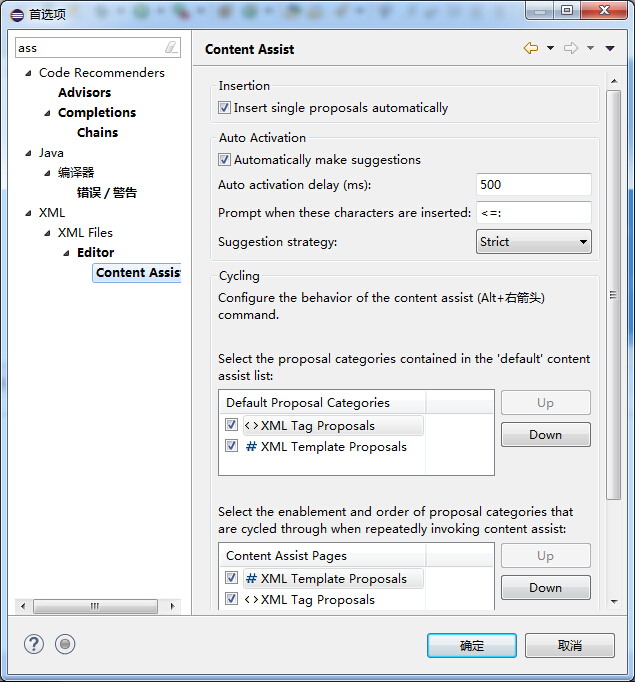 首选项
ass
Content Assist
Code Recommenders
Advisors
Completions
Chains
Java
编译器
错误 / 警告
XML
XML Files
Editor
Content Assis
Insertion
Insert single proposals automatically
Auto Activation
Automatically make suggestions
Auto activation delay (ms): 500
Prompt when these characters are inserted: <=:
Suggestion strategy: Strict
Cycling
Configure the behavior of the content assist (Alt+右箭头)
command.
Select the proposal categories contained in the 'default' content
assist list:
Default Proposal Categories
<> XML Tag Proposals
# XML Template Proposals
Up
Down
Select the enablement and order of proposal categories that
are cycled through when repeatedly invoking content assist:
Content Assist Pages
# XML Template Proposals
<> XML Tag Proposals
Up
Down
?
确定
取消